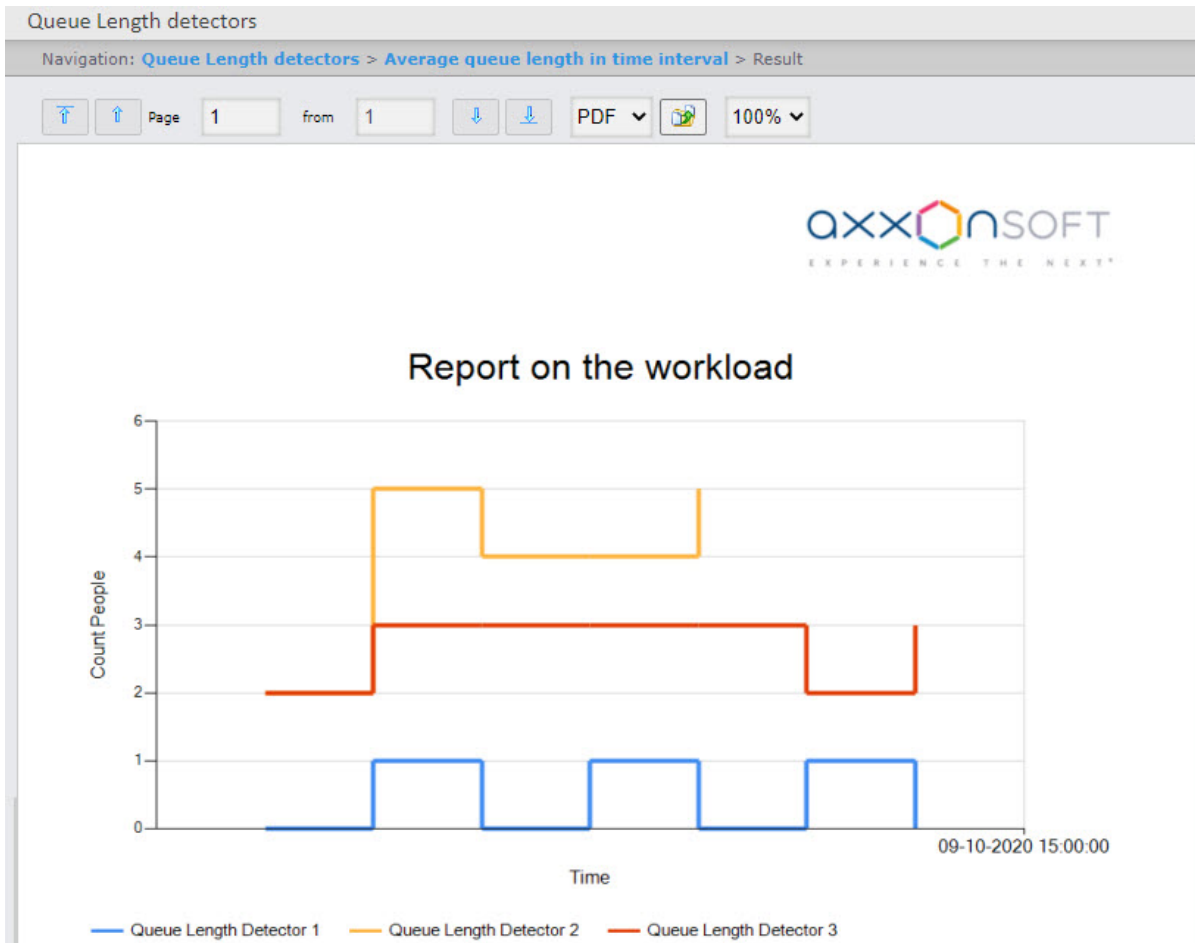 Queue Length detectors
Navigation: Queue Length detectors > Average queue length in time interval > Result
Page 1 from 1 PDF 100%
axxonsoft
EXPERIENCE THE NEXT
Report on the workload
6
5
4
3
2
1
0
Count People
09-10-2020 15:00:00
Time
Queue Length Detector 1 Queue Length Detector 2 Queue Length Detector 3